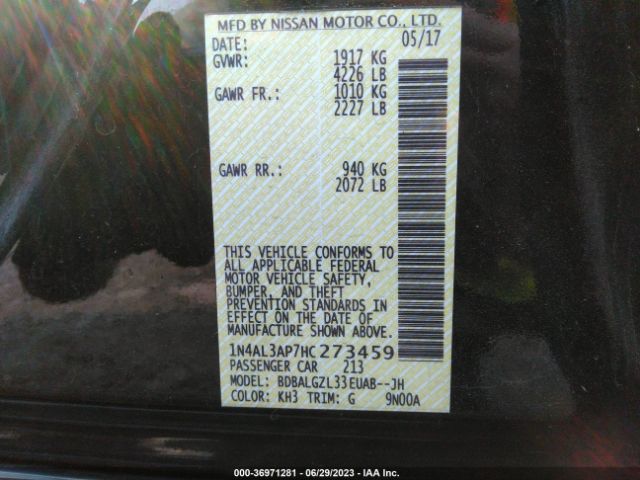 MFD BY NISSAN MOTOR CO., LTD.
DATE: 05/17
GVWR: 1917 KG
4226 LB
GAWR FR.: 1010 KG
2227 LB
GAWR RR.: 940 KG
2072 LB
THIS VEHICLE CONFORMS TO
ALL APPLICABLE FEDERAL
MOTOR VEHICLE SAFETY,
BUMPER, AND THEFT
PREVENTION STANDARDS IN
EFFECT ON THE DATE OF
MANUFACTURE SHOWN ABOVE.
1N4AL3AP7HC273459
PASSENGER CAR 213
MODEL: BDBALGZL33EUAB--JH
COLOR: KH3 TRIM: G 9N00A
000-36971281 | 06/29/2023 - IAA Inc.